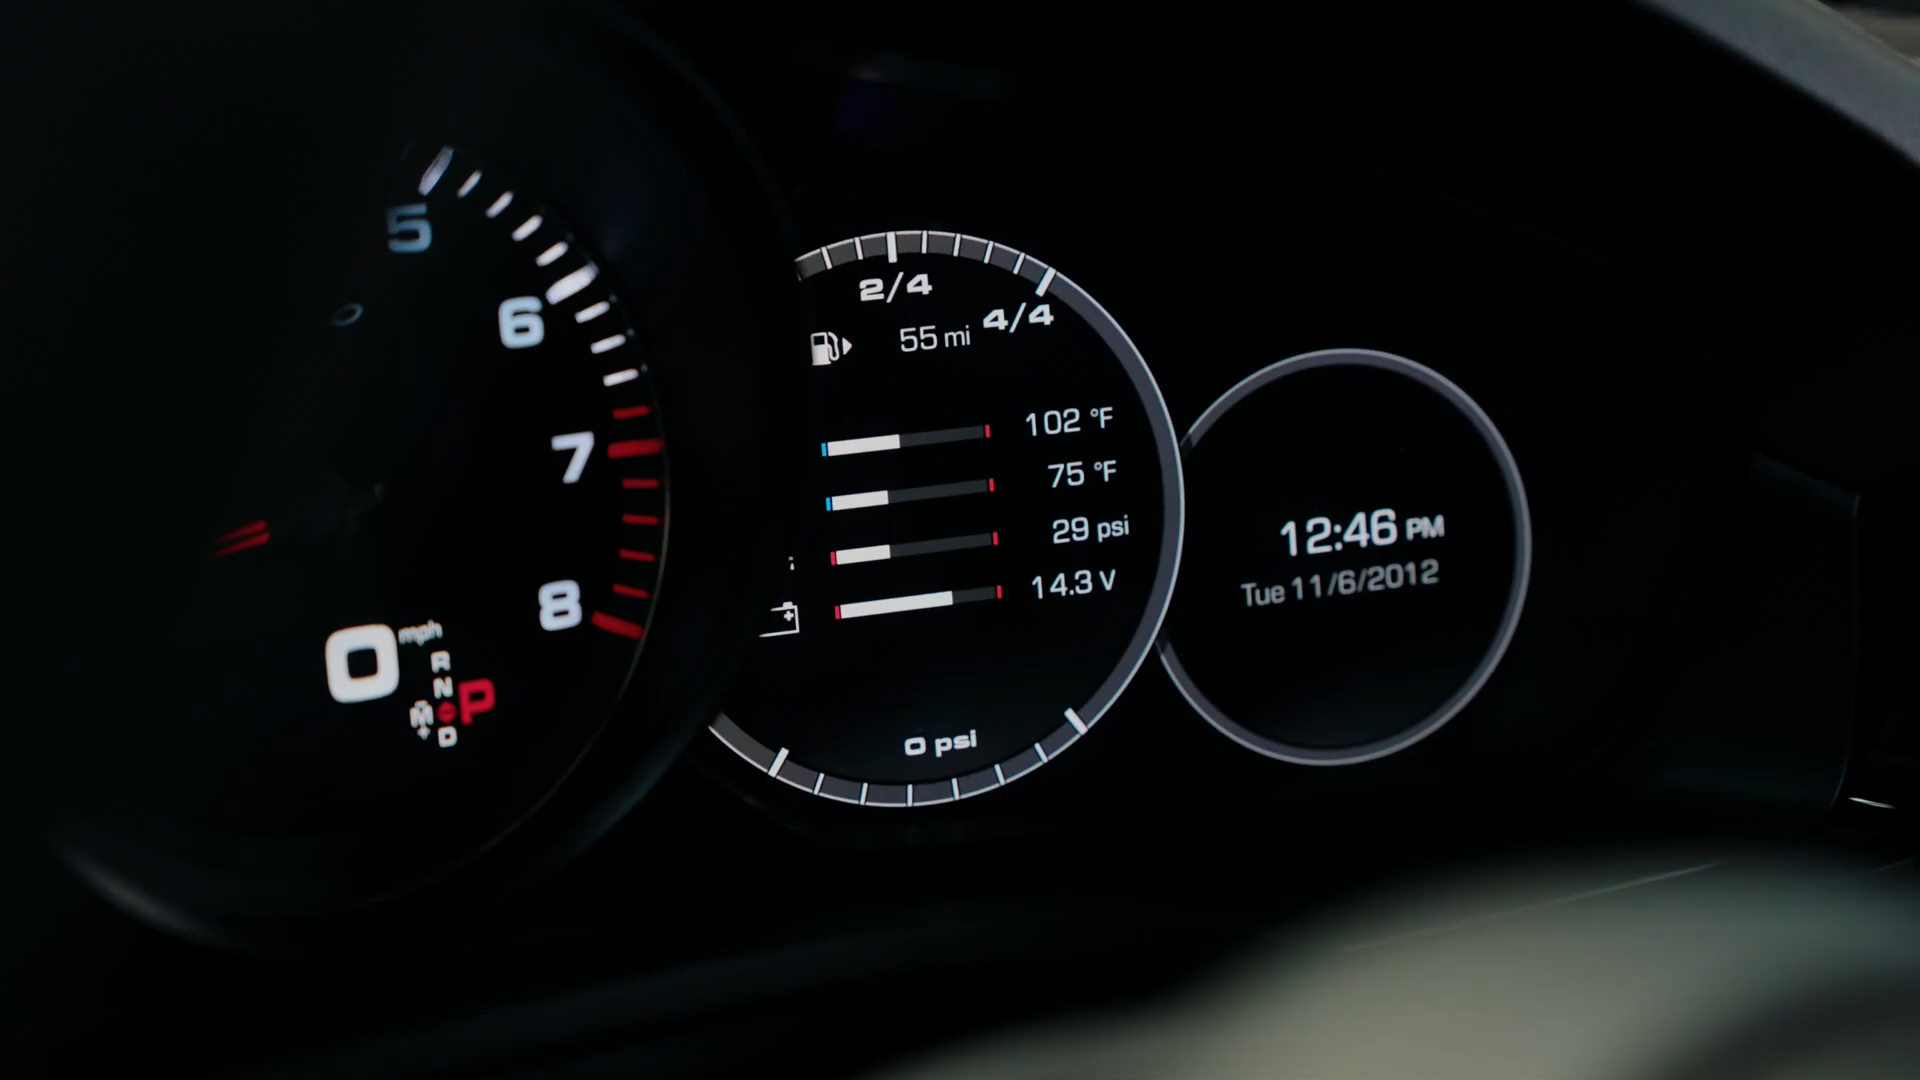 5
6
7
8
0 mph
R
N
P
M
D
2/4
4/4
55 mi
102 °F
75 °F
29 psi
14.3 V
0 psi
12:46 PM
Tue 11/6/2012